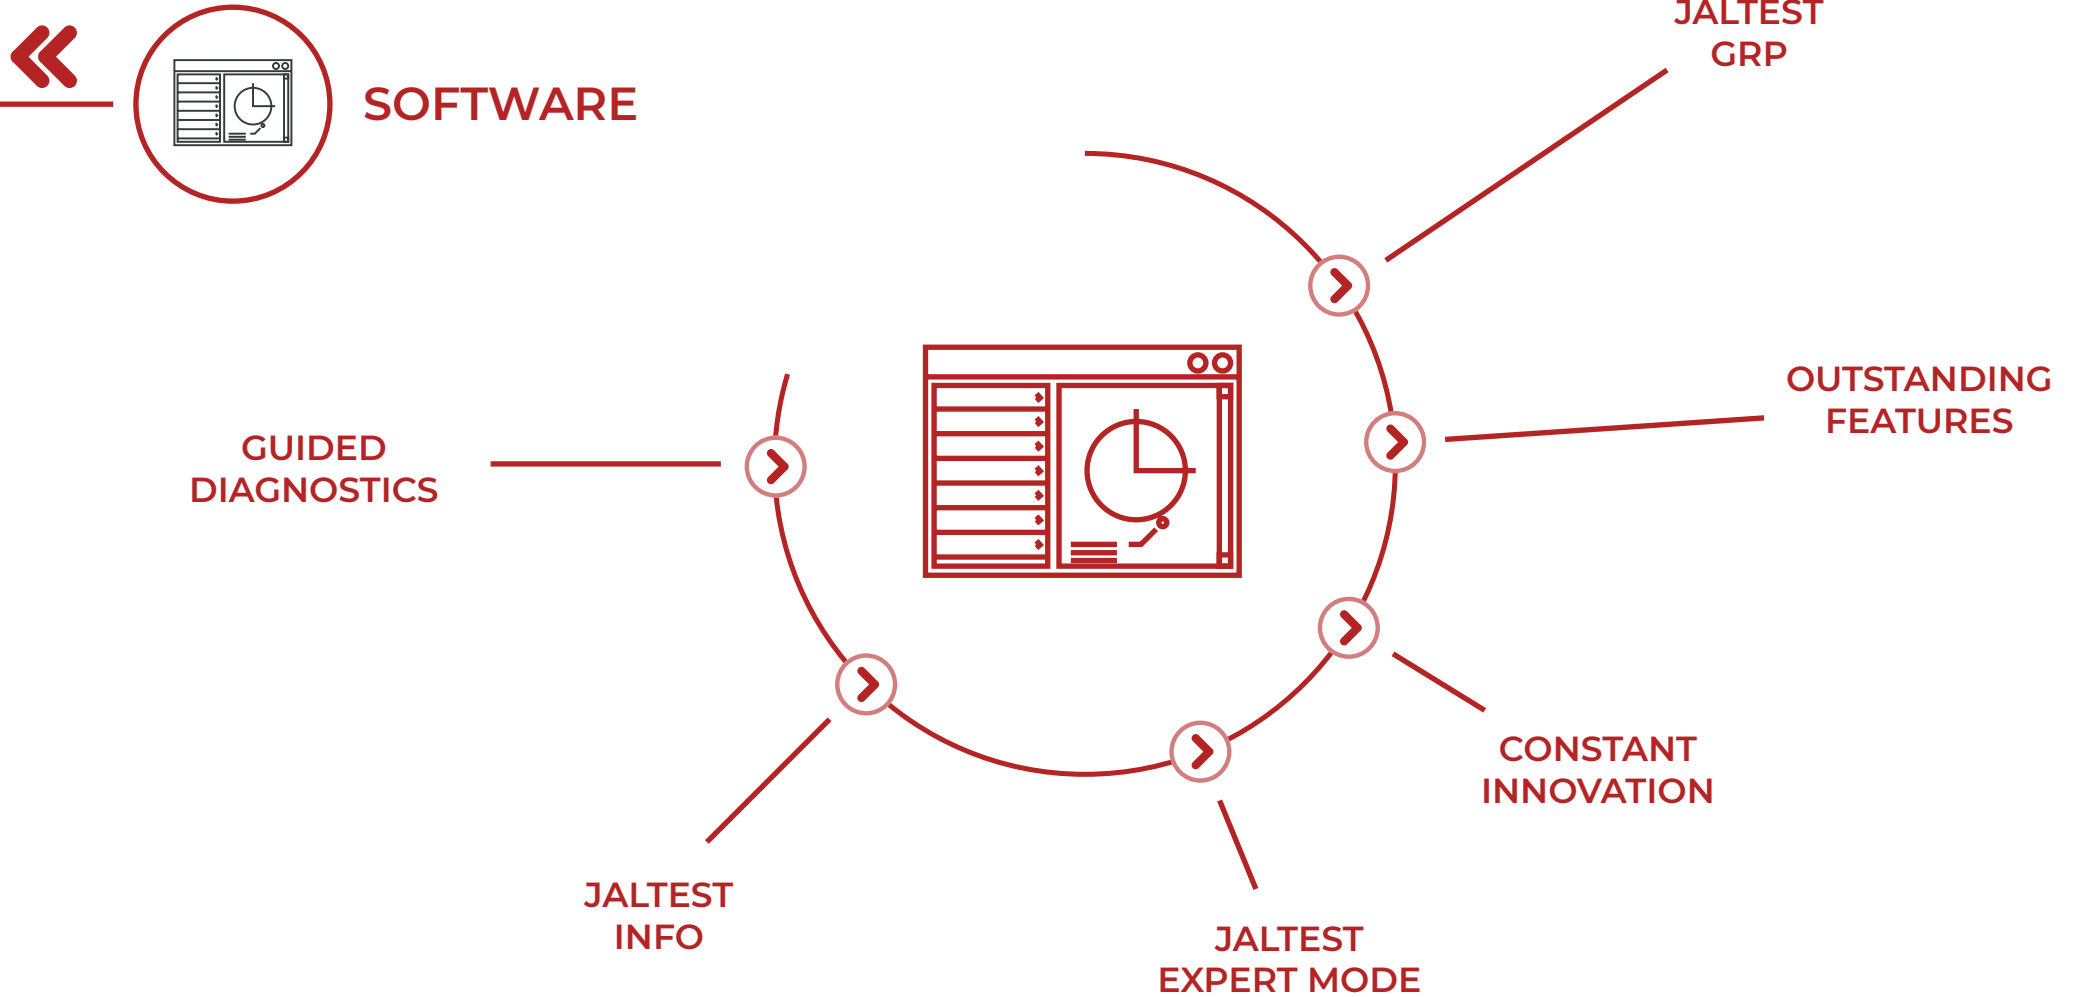 SOFTWARE
JALTEST
GRP
OUTSTANDING
FEATURES
GUIDED
DIAGNOSTICS
CONSTANT
INNOVATION
JALTEST
INFO
JALTEST
EXPERT MODE